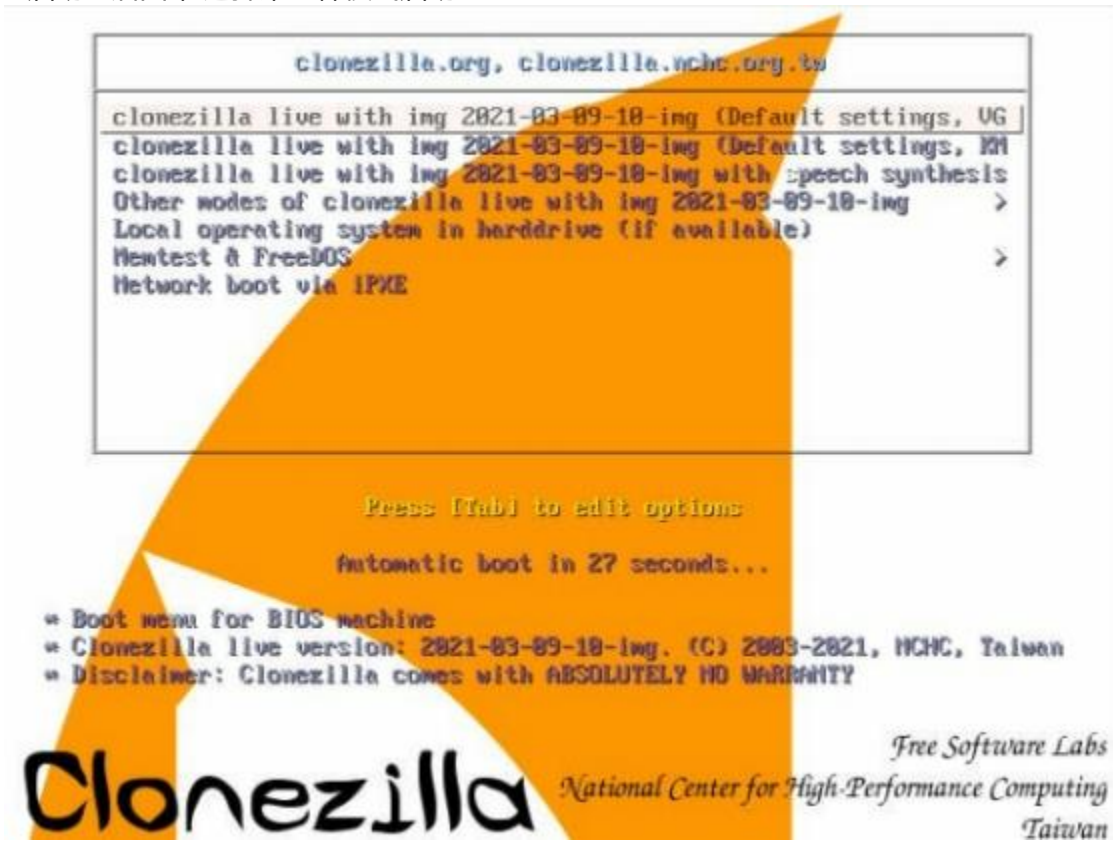 clonezilla.org, clonezilla.nchc.org.tw
clonezilla live with img 2021-03-09-10-img (Default settings, VG
clonezilla live with img 2021-03-09-10-img (Default settings, KM
clonezilla live with img 2021-03-09-10-img with speech synthesis
Other modes of clonezilla live with img 2021-03-09-10-img >
Local operating system in harddrive (if available)
Memtest & FreeDOS >
Network boot via iPXE
Press [Tab] to edit options
Automatic boot in 27 seconds...
* Boot menu for BIOS machine
* Clonezilla live version: 2021-03-09-10-img. (C) 2003-2021, NCHC, Taiwan
* Disclaimer: Clonezilla comes with ABSOLUTELY NO WARRANTY
Free Software Labs
Clonezilla National Center for High-Performance Computing
Taiwan